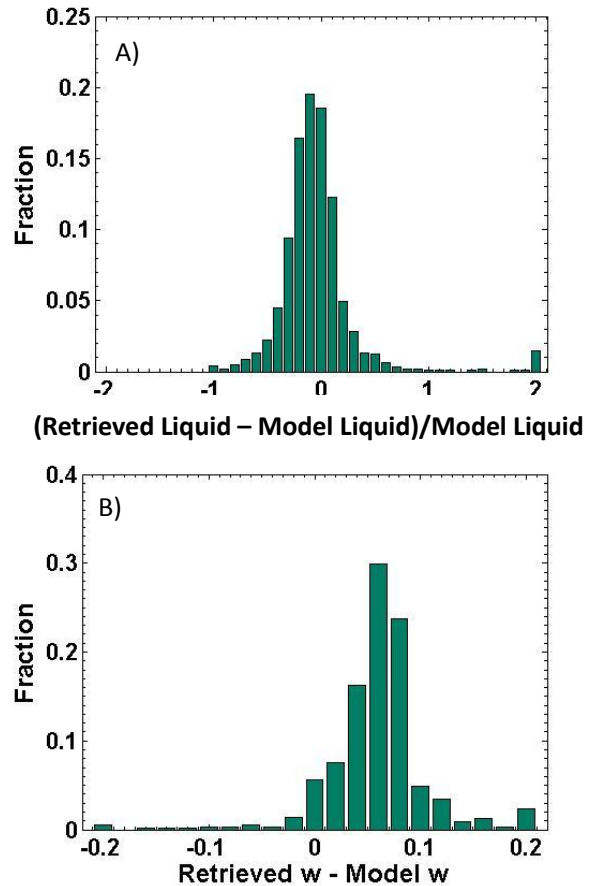 0.25
A)
0.2
0.15
Fraction
0.1
0.05
0
-2 -1 0 1 2
(Retrieved Liquid – Model Liquid)/Model Liquid
0.4
B)
0.3
Fraction
0.2
0.1
0
-0.2 -0.1 0 0.1 0.2
Retrieved w - Model w